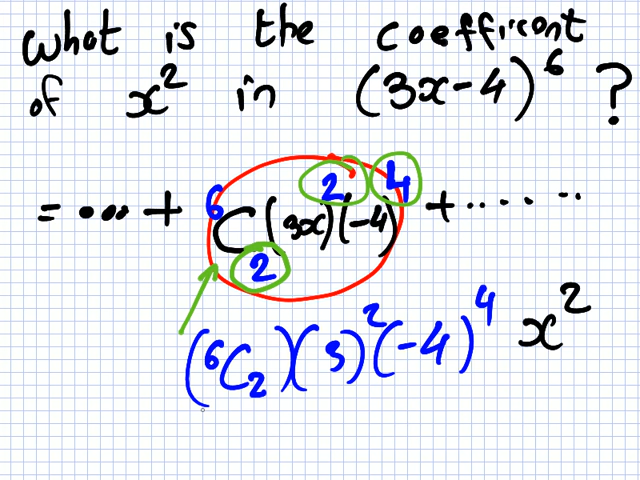 what is the coefficent
of x² in (3x-4)⁶ ?
= ... + ⁶C₂(3x)²(-4)⁴ + ......
(⁶C₂)(3)²(-4)⁴ x²